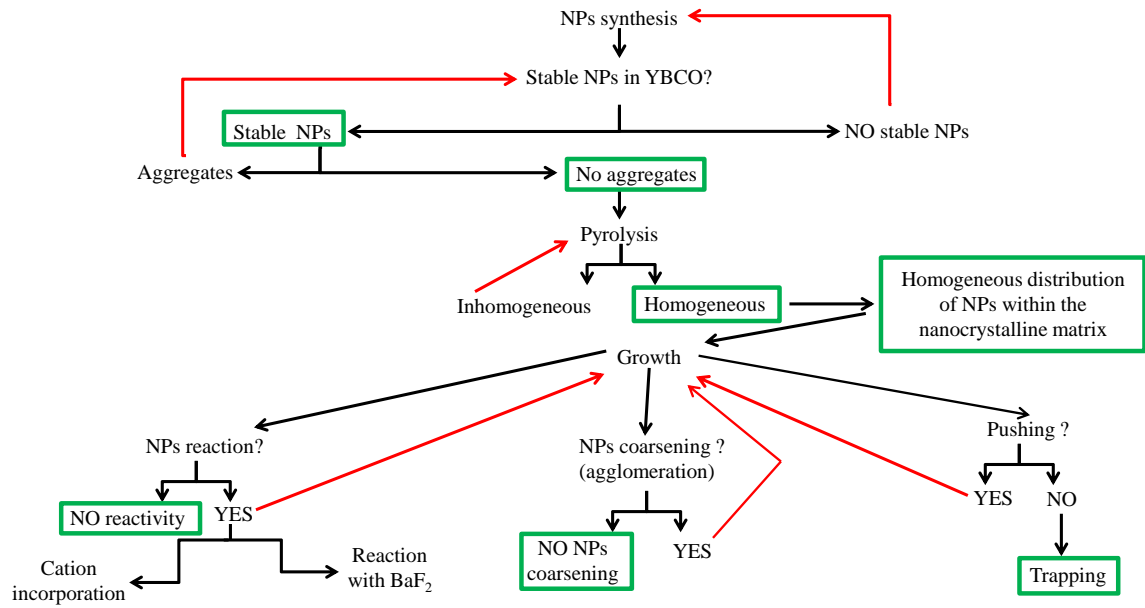 NPs synthesis
Stable NPs in YBCO?
Stable NPs
NO stable NPs
Aggregates
No aggregates
Pyrolysis
Inhomogeneous
Homogeneous
Homogeneous distribution
of NPs within the
nanocrystalline matrix
Growth
NPs reaction?
NO reactivity
YES
Cation
incorporation
Reaction
with BaF₂
NPs coarsening ?
(agglomeration)
NO NPs
coarsening
YES
Pushing ?
YES
NO
Trapping